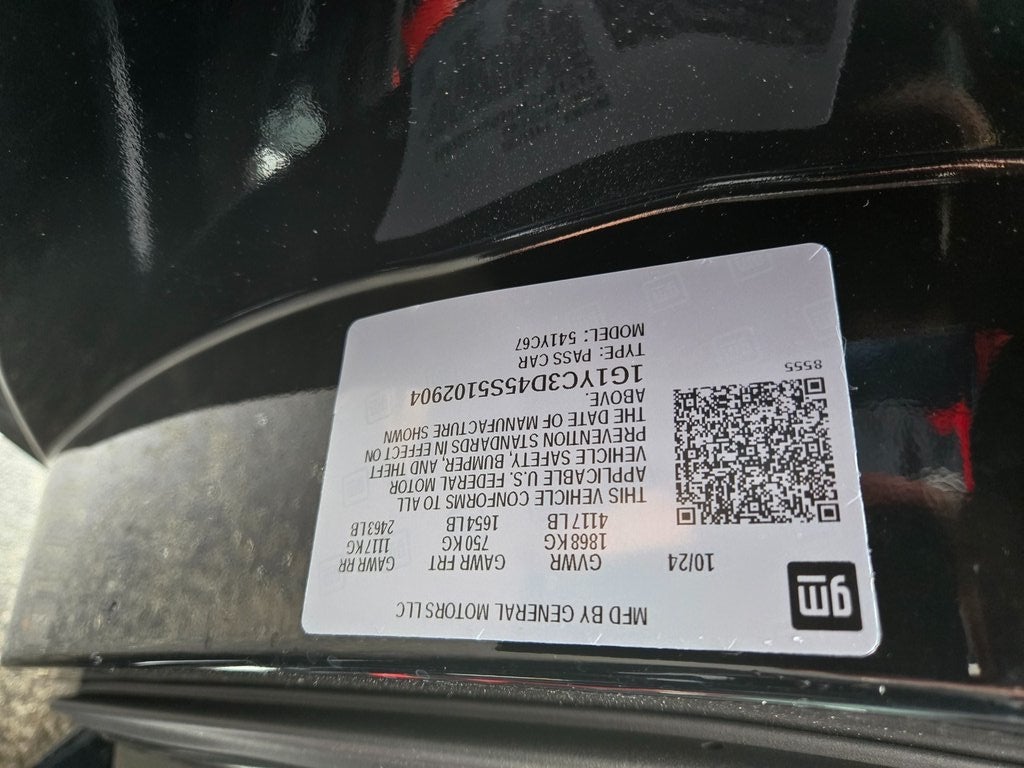 gm
MFD BY GENERAL MOTORS LLC
10/24 GVWR GAWR FRT GAWR RR
1868 KG 750 KG 1117 KG
4117 LB 1654 LB 2463 LB
THIS VEHICLE CONFORMS TO ALL
APPLICABLE U.S. FEDERAL MOTOR
VEHICLE SAFETY, BUMPER, AND THEFT
PREVENTION STANDARDS IN EFFECT ON
THE DATE OF MANUFACTURE SHOWN
ABOVE.
1G1YC3D45S5102904
TYPE: PASS CAR
MODEL: 541YC67
8555